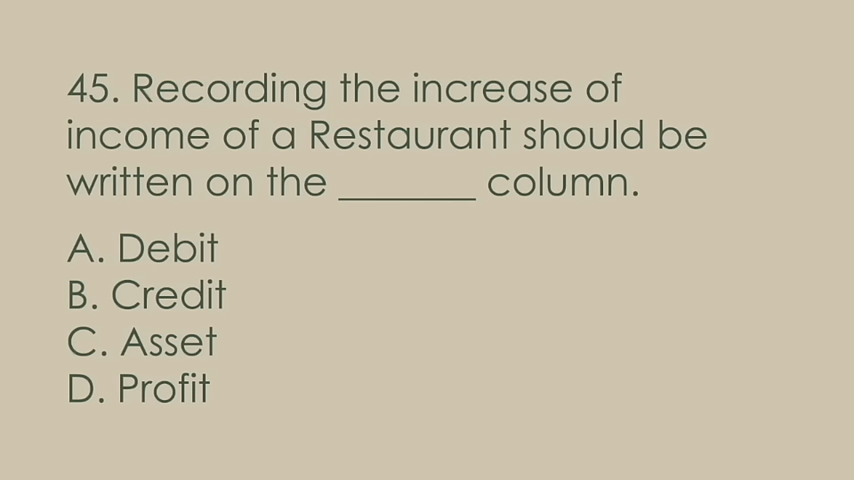 45. Recording the increase of
income of a Restaurant should be
written on the _______ column.
A. Debit
B. Credit
C. Asset
D. Profit